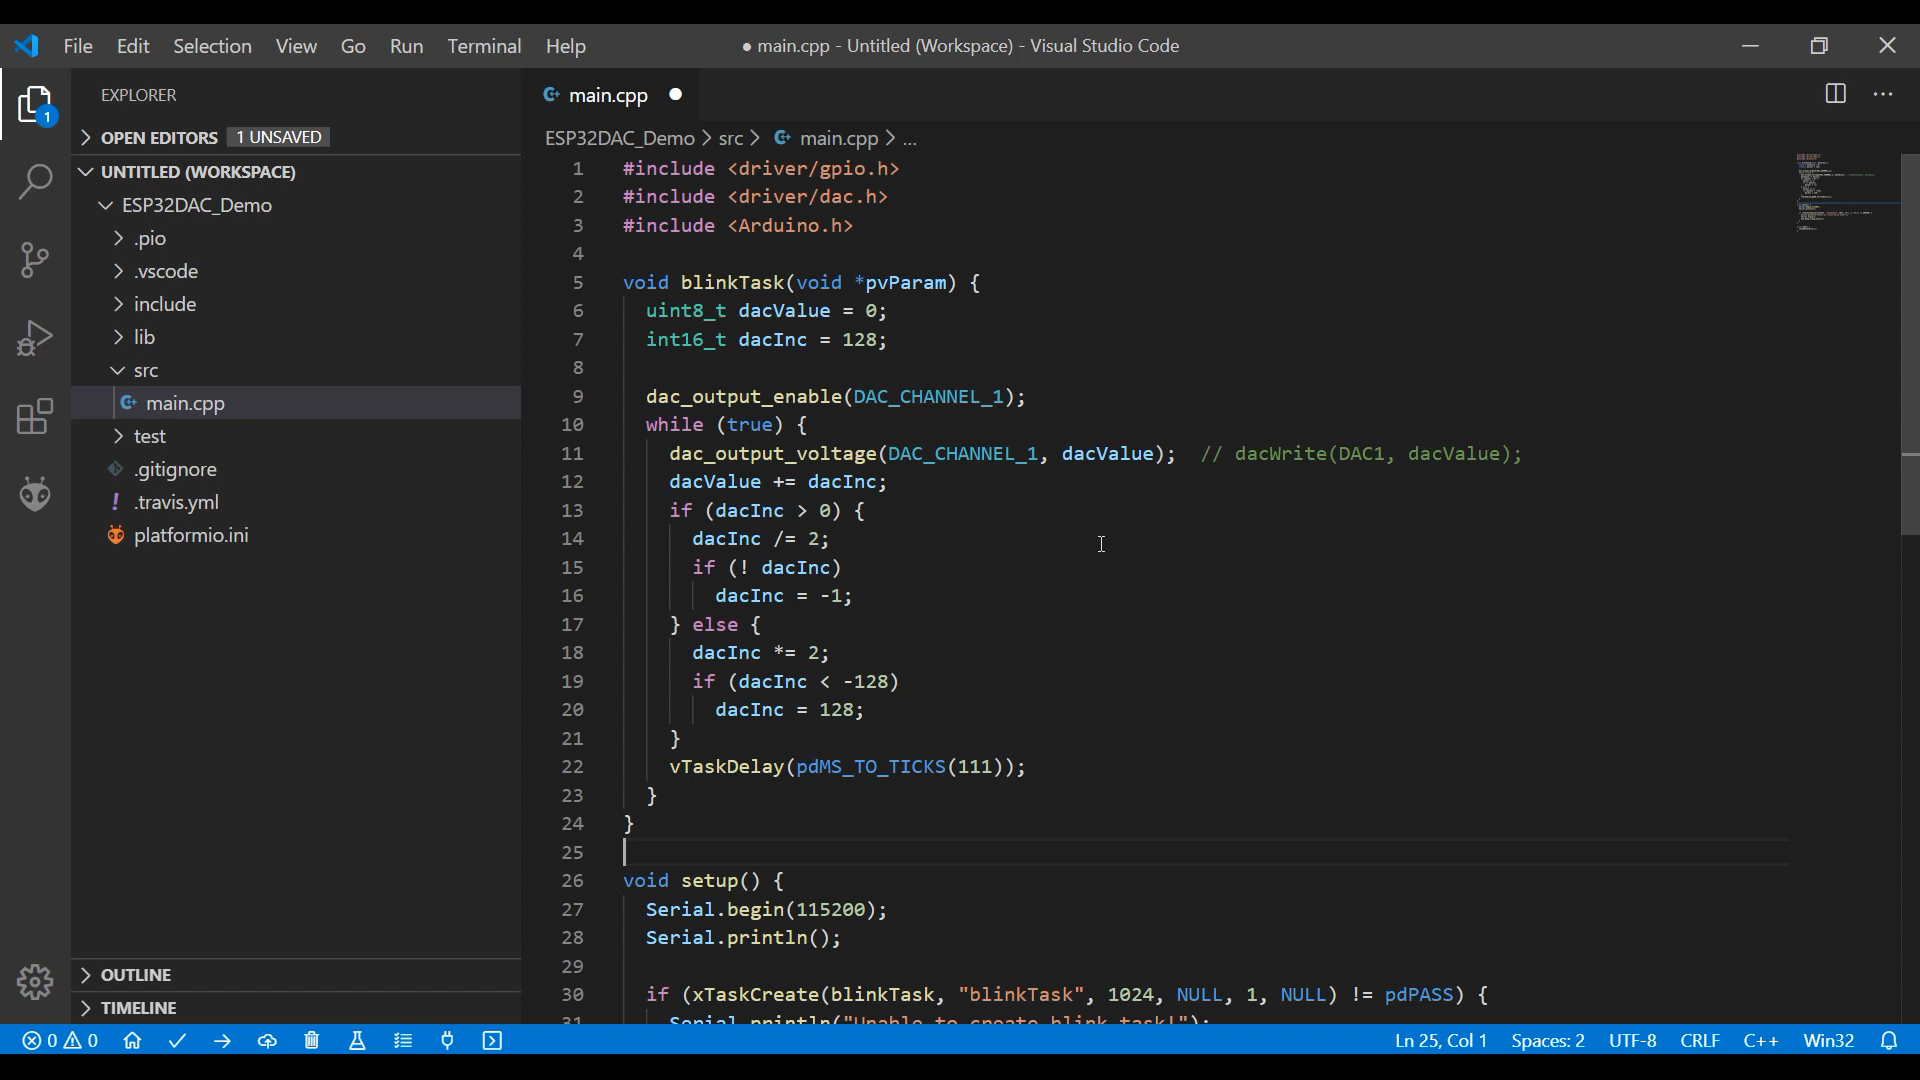 File Edit Selection View Go Run Terminal Help
● main.cpp - Untitled (Workspace) - Visual Studio Code
1
EXPLORER
OPEN EDITORS 1 UNSAVED
UNTITLED (WORKSPACE)
ESP32DAC_Demo
.pio
.vscode
include
lib
src
main.cpp
test
.gitignore
! .travis.yml
platformio.ini
OUTLINE
TIMELINE
main.cpp ●
ESP32DAC_Demo > src > main.cpp > ...
1 #include <driver/gpio.h>
2 #include <driver/dac.h>
3 #include <Arduino.h>
4
5 void blinkTask(void *pvParam) {
6 uint8_t dacValue = 0;
7 int16_t dacInc = 128;
8
9 dac_output_enable(DAC_CHANNEL_1);
10 while (true) {
11 dac_output_voltage(DAC_CHANNEL_1, dacValue); // dacWrite(DAC1, dacValue);
12 dacValue += dacInc;
13 if (dacInc > 0) {
14 dacInc /= 2;
15 if (! dacInc)
16 dacInc = -1;
17 } else {
18 dacInc *= 2;
19 if (dacInc < -128)
20 dacInc = 128;
21 }
22 vTaskDelay(pdMS_TO_TICKS(111));
23 }
24 }
25
26 void setup() {
27 Serial.begin(115200);
28 Serial.println();
29
30 if (xTaskCreate(blinkTask, "blinkTask", 1024, NULL, 1, NULL) != pdPASS) {
31 Serial.println("Unable to create blink task!");
0 0 Ln 25, Col 1 Spaces: 2 UTF-8 CRLF C++ Win32